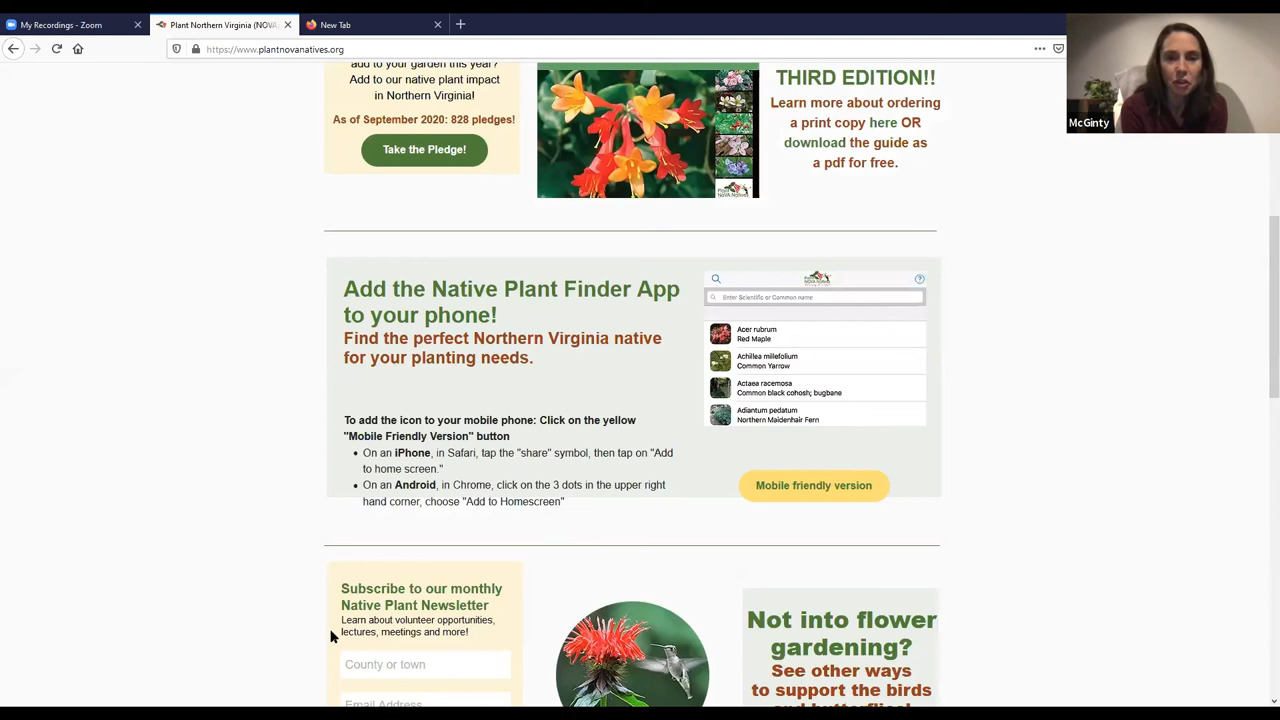 My Recordings - Zoom
Plant Northern Virginia (NOVA
New Tab
https://www.plantnovanatives.org
McGinty
add to your garden this year?
Add to our native plant impact
in Northern Virginia!
As of September 2020: 828 pledges!
Take the Pledge!
Plant NoVA Natives
THIRD EDITION!!
Learn more about ordering
a print copy here OR
download the guide as
a pdf for free.
Add the Native Plant Finder App
to your phone!
Find the perfect Northern Virginia native
for your planting needs.
To add the icon to your mobile phone: Click on the yellow
"Mobile Friendly Version" button
On an iPhone, in Safari, tap the "share" symbol, then tap on "Add
to home screen."
On an Android, in Chrome, click on the 3 dots in the upper right
hand corner, choose "Add to Homescreen"
Enter Scientific or Common name
Acer rubrum
Red Maple
Achillea millefolium
Common Yarrow
Actaea racemosa
Common black cohosh; bugbane
Adiantum pedatum
Northern Maidenhair Fern
Mobile friendly version
Subscribe to our monthly
Native Plant Newsletter
Learn about volunteer opportunities,
lectures, meetings and more!
County or town
Email Address
Not into flower
gardening?
See other ways
to support the birds
and butterflies!